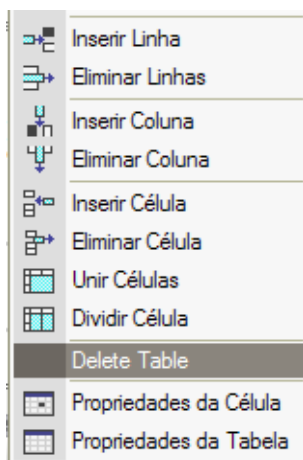 Inserir Linha
Eliminar Linhas
Inserir Coluna
Eliminar Coluna
Inserir Célula
Eliminar Célula
Unir Células
Dividir Célula
Delete Table
Propriedades da Célula
Propriedades da Tabela